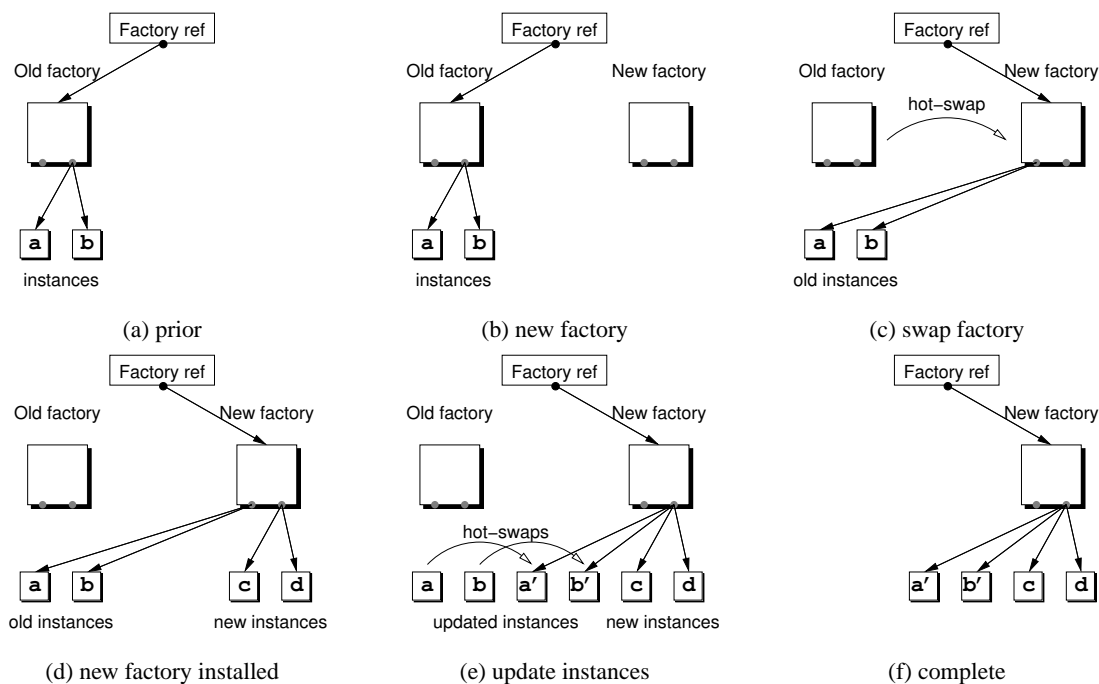 Factory ref
Old factory
a b
instances
(a) prior
Factory ref
Old factory New factory
a b
instances
(b) new factory
Factory ref
Old factory New factory
hot−swap
a b
old instances
(c) swap factory
Factory ref
Old factory New factory
a b c d
old instances new instances
(d) new factory installed
Factory ref
Old factory New factory
hot−swaps
a b a′ b′ c d
updated instances new instances
(e) update instances
Factory ref
New factory
a′ b′ c d
(f) complete